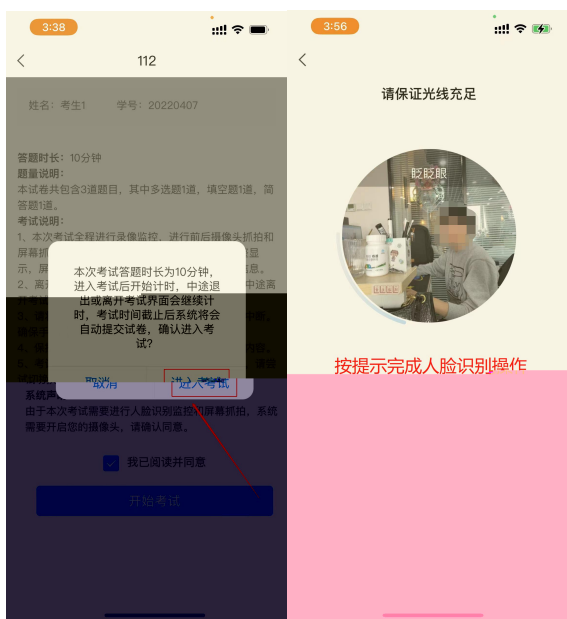 3:38
112
姓名：考生1 学号：20220407
答题时长：10分钟
题量说明：
本试卷共包含3道题目，其中多选题1道，填空题1道，简
答题1道。
考试说明：
1、本次考试全程进行录像监控，进行前后摄像头抓拍和
屏幕抓
示，屏
2、离
中途离
本次考试答题时长为10分钟，
进入考试后开始计时，中途退
出或离开考试界面会继续计
时，考试时间截止后系统将会
自动提交试卷，确认进入考
试？
取消 进入考试
系统声
由于本次考试需要进行人脸识别监控和屏幕抓拍，系统
需要开启您的摄像头，请确认同意。
我已阅读并同意
开始考试
3:56
请保证光线充足
眨眨眼
按提示完成人脸识别操作